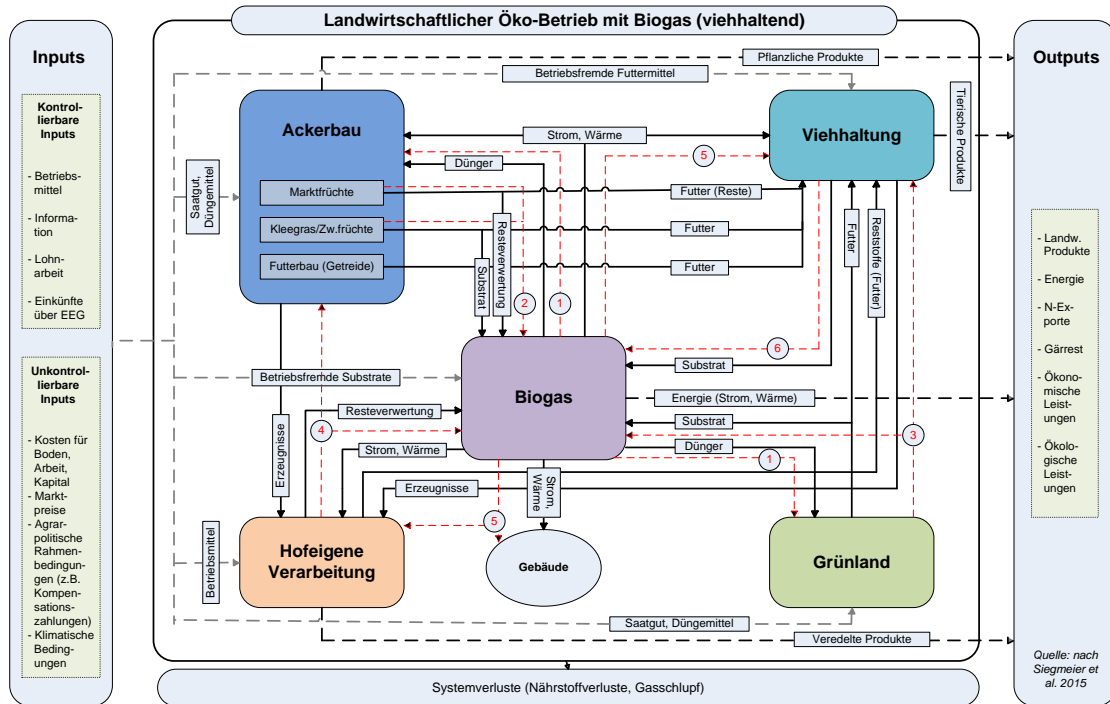 Landwirtschaftlicher Öko-Betrieb mit Biogas (viehhaltend)
Inputs
Kontrol-
lierbare
Inputs
- Betriebs-
mittel
- Informa-
tion
- Lohn-
arbeit
- Einkünfte
über EEG
Unkontrol-
lierbare
Inputs
- Kosten für
Boden,
Arbeit,
Kapital
- Markt-
preise
- Agrar-
politische
Rahmen-
bedingun-
gen (z.B.
Kompen-
sations-
zahlungen)
- Klimatische
Bedin-
gungen
Pflanzliche Produkte
Betriebsfremde Futtermittel
Ackerbau
Marktfrüchte
Kleegras/Zw.früchte
Futterbau (Getreide)
Saatgut,
Düngemittel
Strom, Wärme
Dünger
Viehhaltung
Tierische
Produkte
5
Futter (Reste)
Futter
Futter
Resteverwertung
Substrat
2
1
Futter
Reststoffe (Futter)
6
Substrat
Betriebsfremde Substrate
Biogas
Energie (Strom, Wärme)
Resteverwertung
4
Substrat
3
Strom, Wärme
Dünger
1
Erzeugnisse
Strom,
Wärme
Erzeugnisse
5
Betriebsmittel
Hofeigene
Verarbeitung
Gebäude
Grünland
Saatgut, Düngemittel
Veredelte Produkte
Outputs
- Landw.
Produkte
- Energie
- N-Ex-
porte
- Gärrest
- Ökono-
mische
Leist-
ungen
- Ökolo-
gische
Leist-
ungen
Quelle: nach
Siegmeier et
al. 2015
Systemverluste (Nährstoffverluste, Gasschlupf)